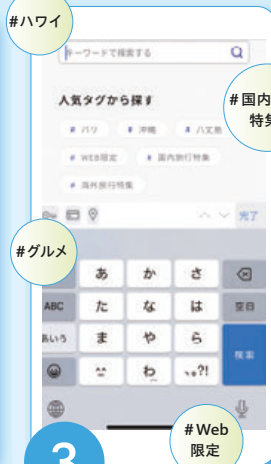 #ハワイ
キーワードで検索する
人気タグから探す
# バリ # 沖縄 # 八丈島
# WEB限定 # 国内旅行特集
# 海外旅行特集
#国内
特集
完了
#グルメ
あ か さ
ABC た な は 空白
あいう ま や ら
検索
^^ わ 、。?!
#Web
限定
3